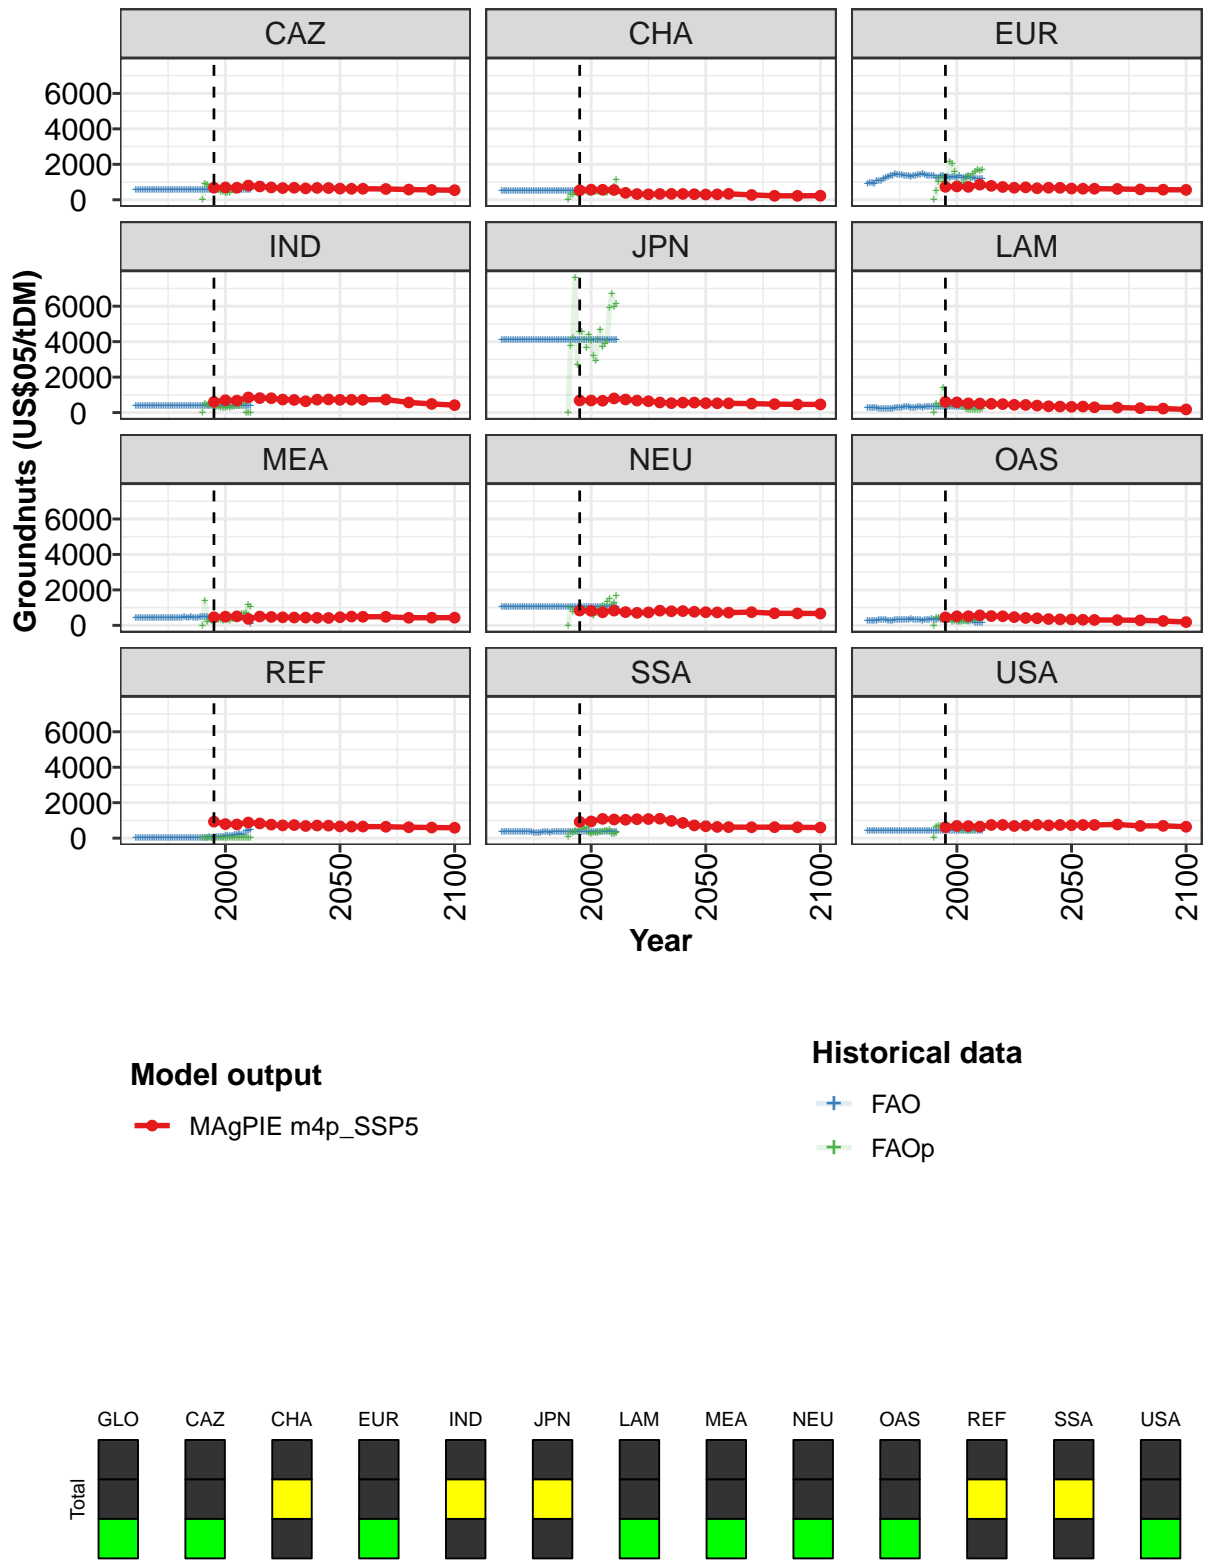 CAZ CHA EUR
6000
4000
2000
0
IND JPN LAM
6000
4000
2000
0
MEA NEU OAS
6000
4000
2000
0
REF SSA USA
6000
4000
2000
0
Groundnuts (US$05/tDM)
2000 2050 2100 2000 2050 2100 2000 2050 2100
Year
Model output
MAgPIE m4p_SSP5
Historical data
FAO
FAOp
GLO CAZ CHA EUR IND JPN LAM MEA NEU OAS REF SSA USA
Total